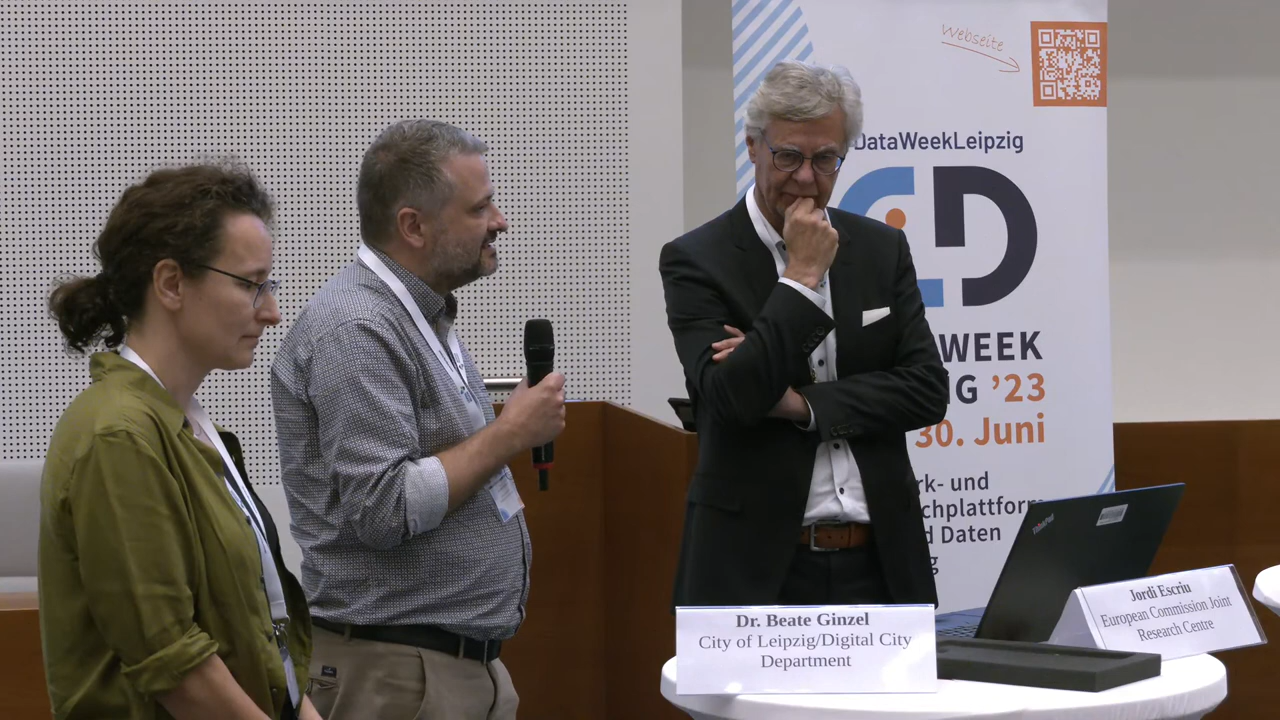 Webseite
DataWeekLeipzig
WEEK
'23
30. Juni
rk- und
chplattform
d Daten
g
ThinkPad
Dr. Beate Ginzel
City of Leipzig/Digital City
Department
Jordi Escriu
European Commission Joint
Research Centre